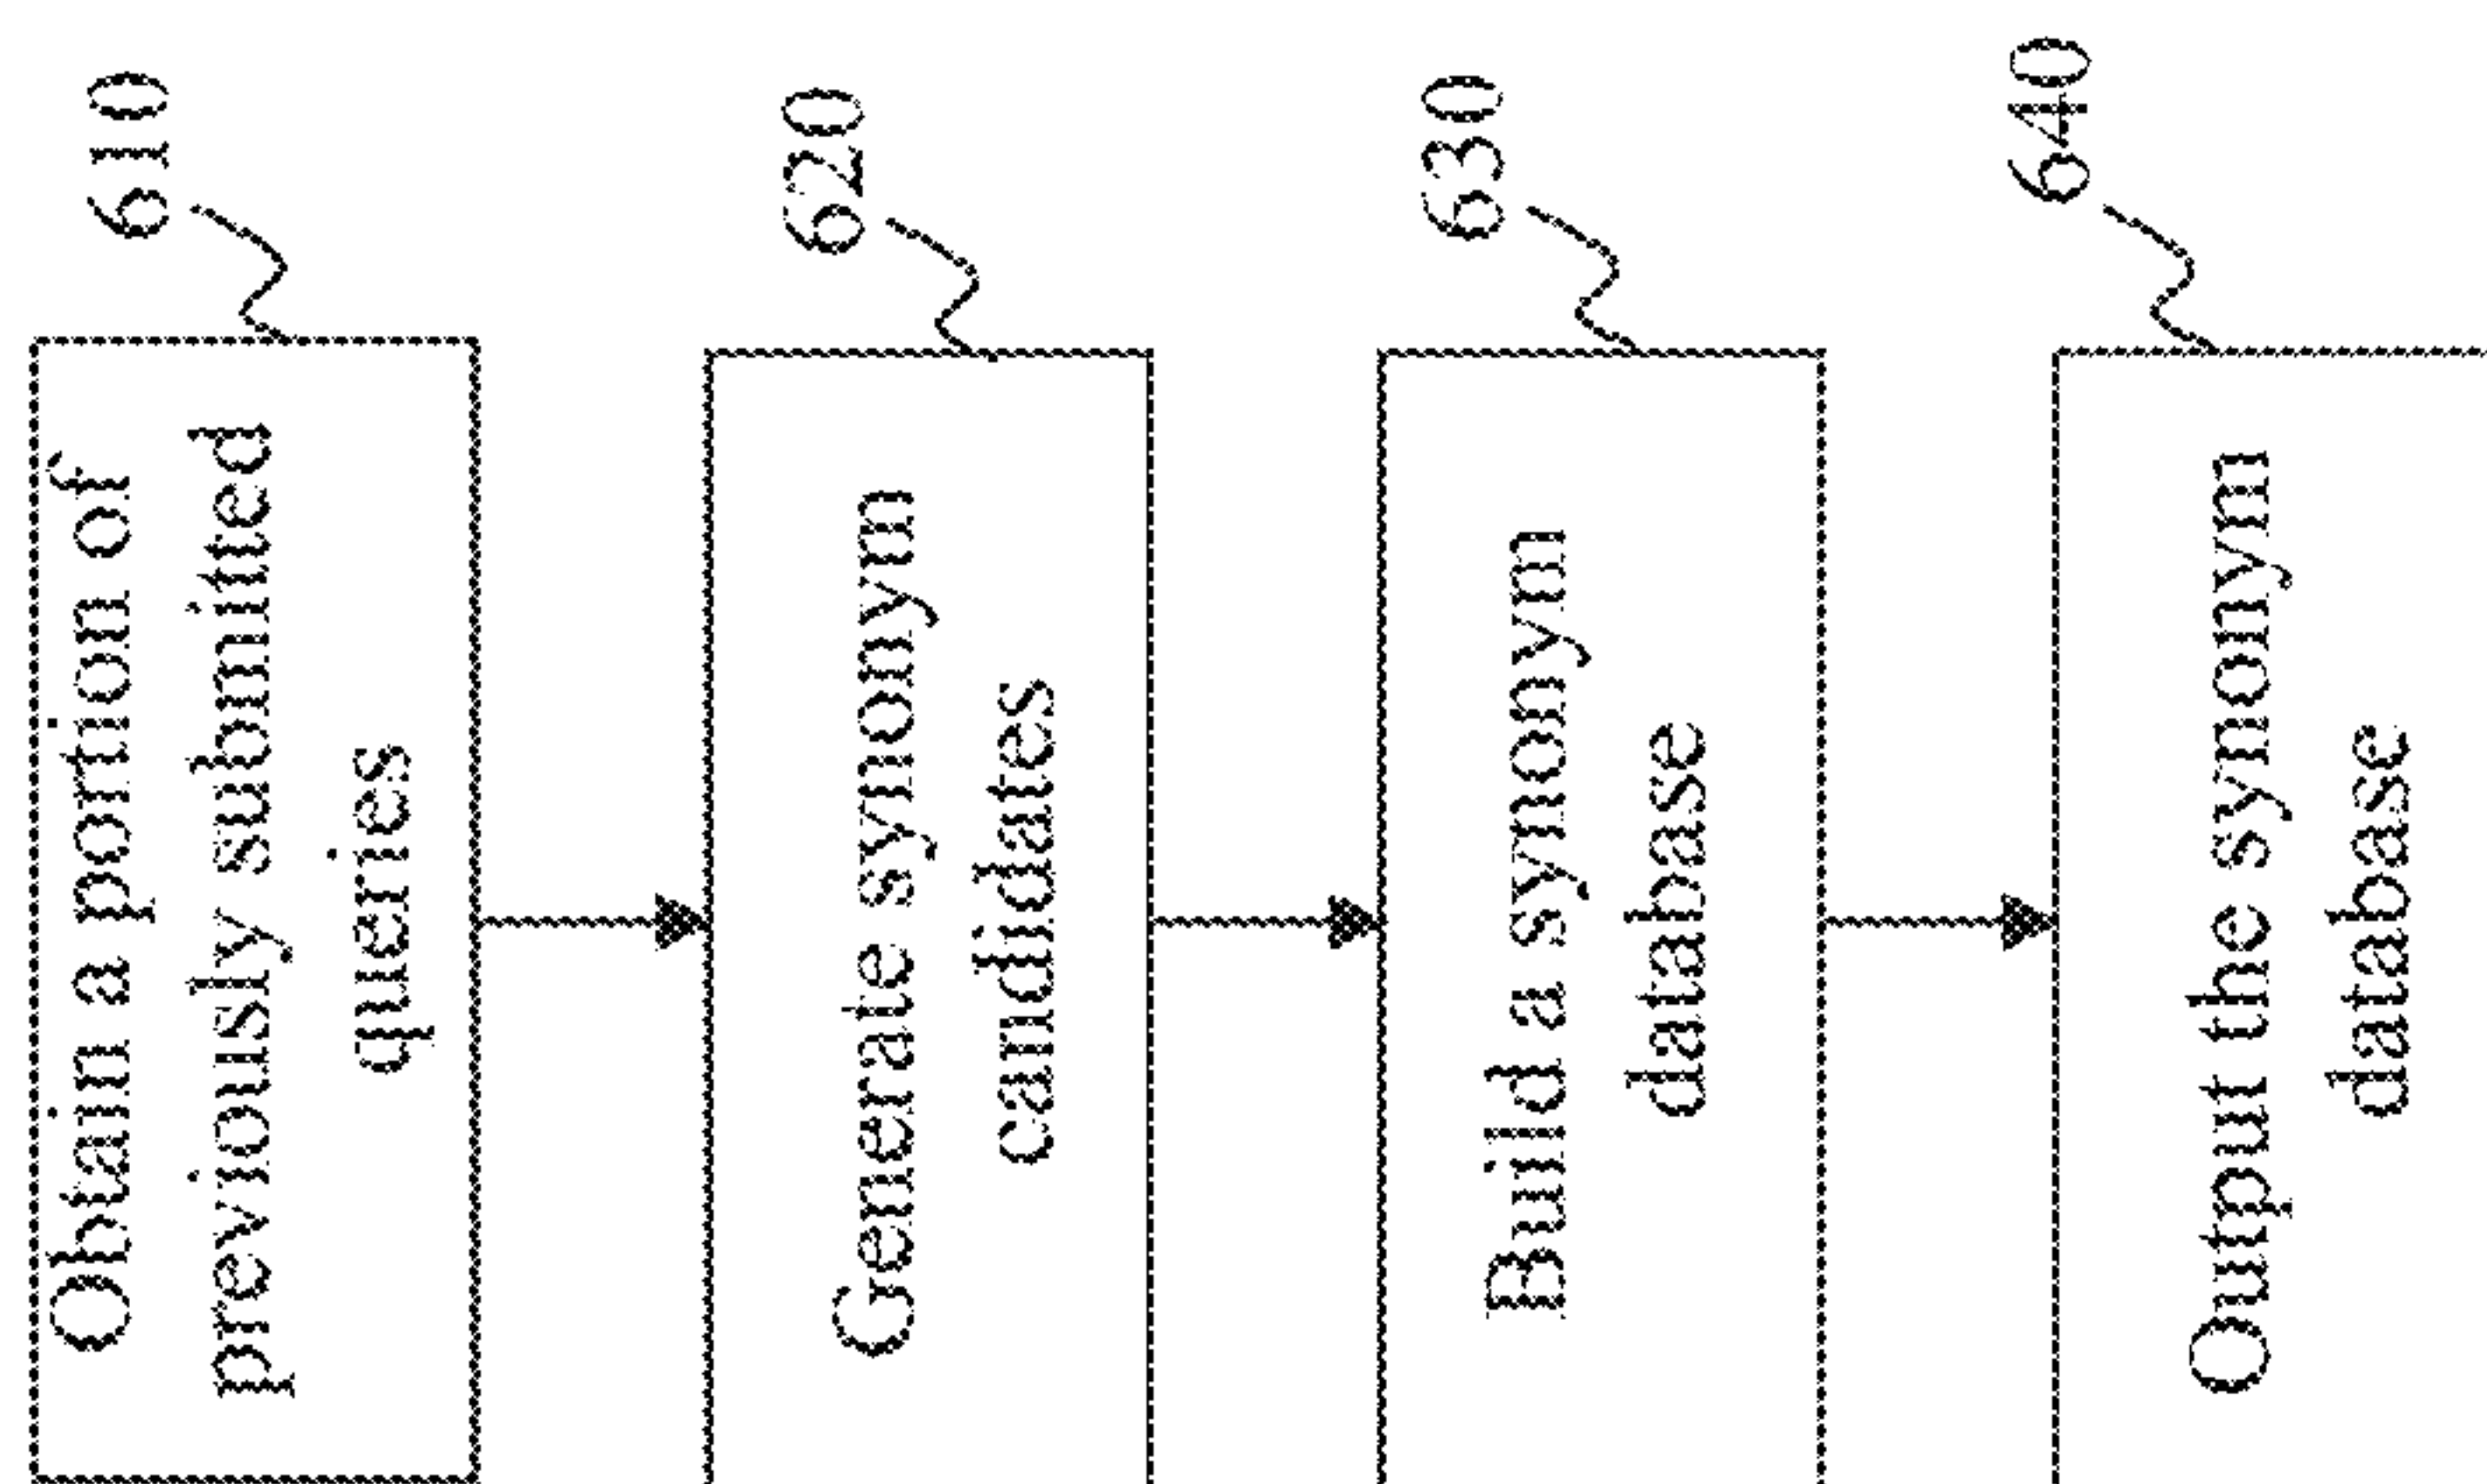 Obtain a portion of
previously submitted
queries
610
Generate synonym
candidates
620
Build a synonym
database
630
Output the synonym
database
640